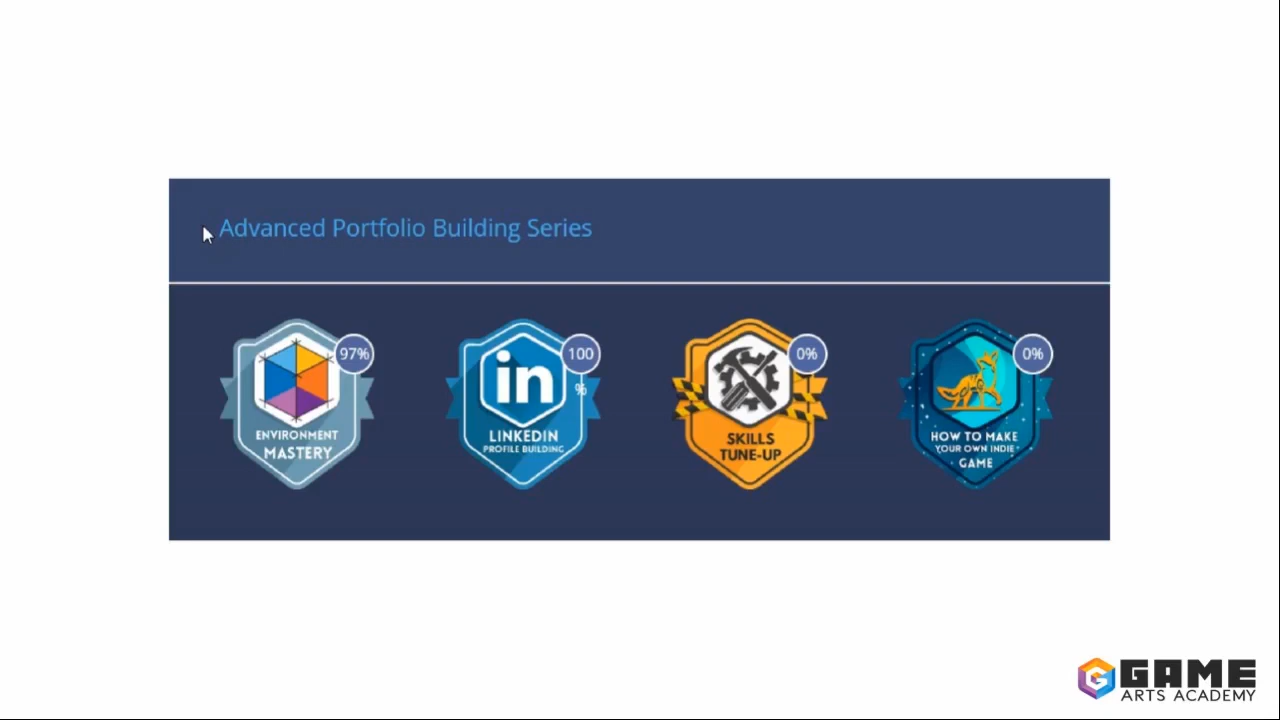 Advanced Portfolio Building Series
97%
ENVIRONMENT
MASTERY
in
100
%
LINKEDIN
PROFILE BUILDING
0%
SKILLS
TUNE-UP
0%
HOW TO MAKE
YOUR OWN INDIE
GAME
G GAME
ARTS ACADEMY